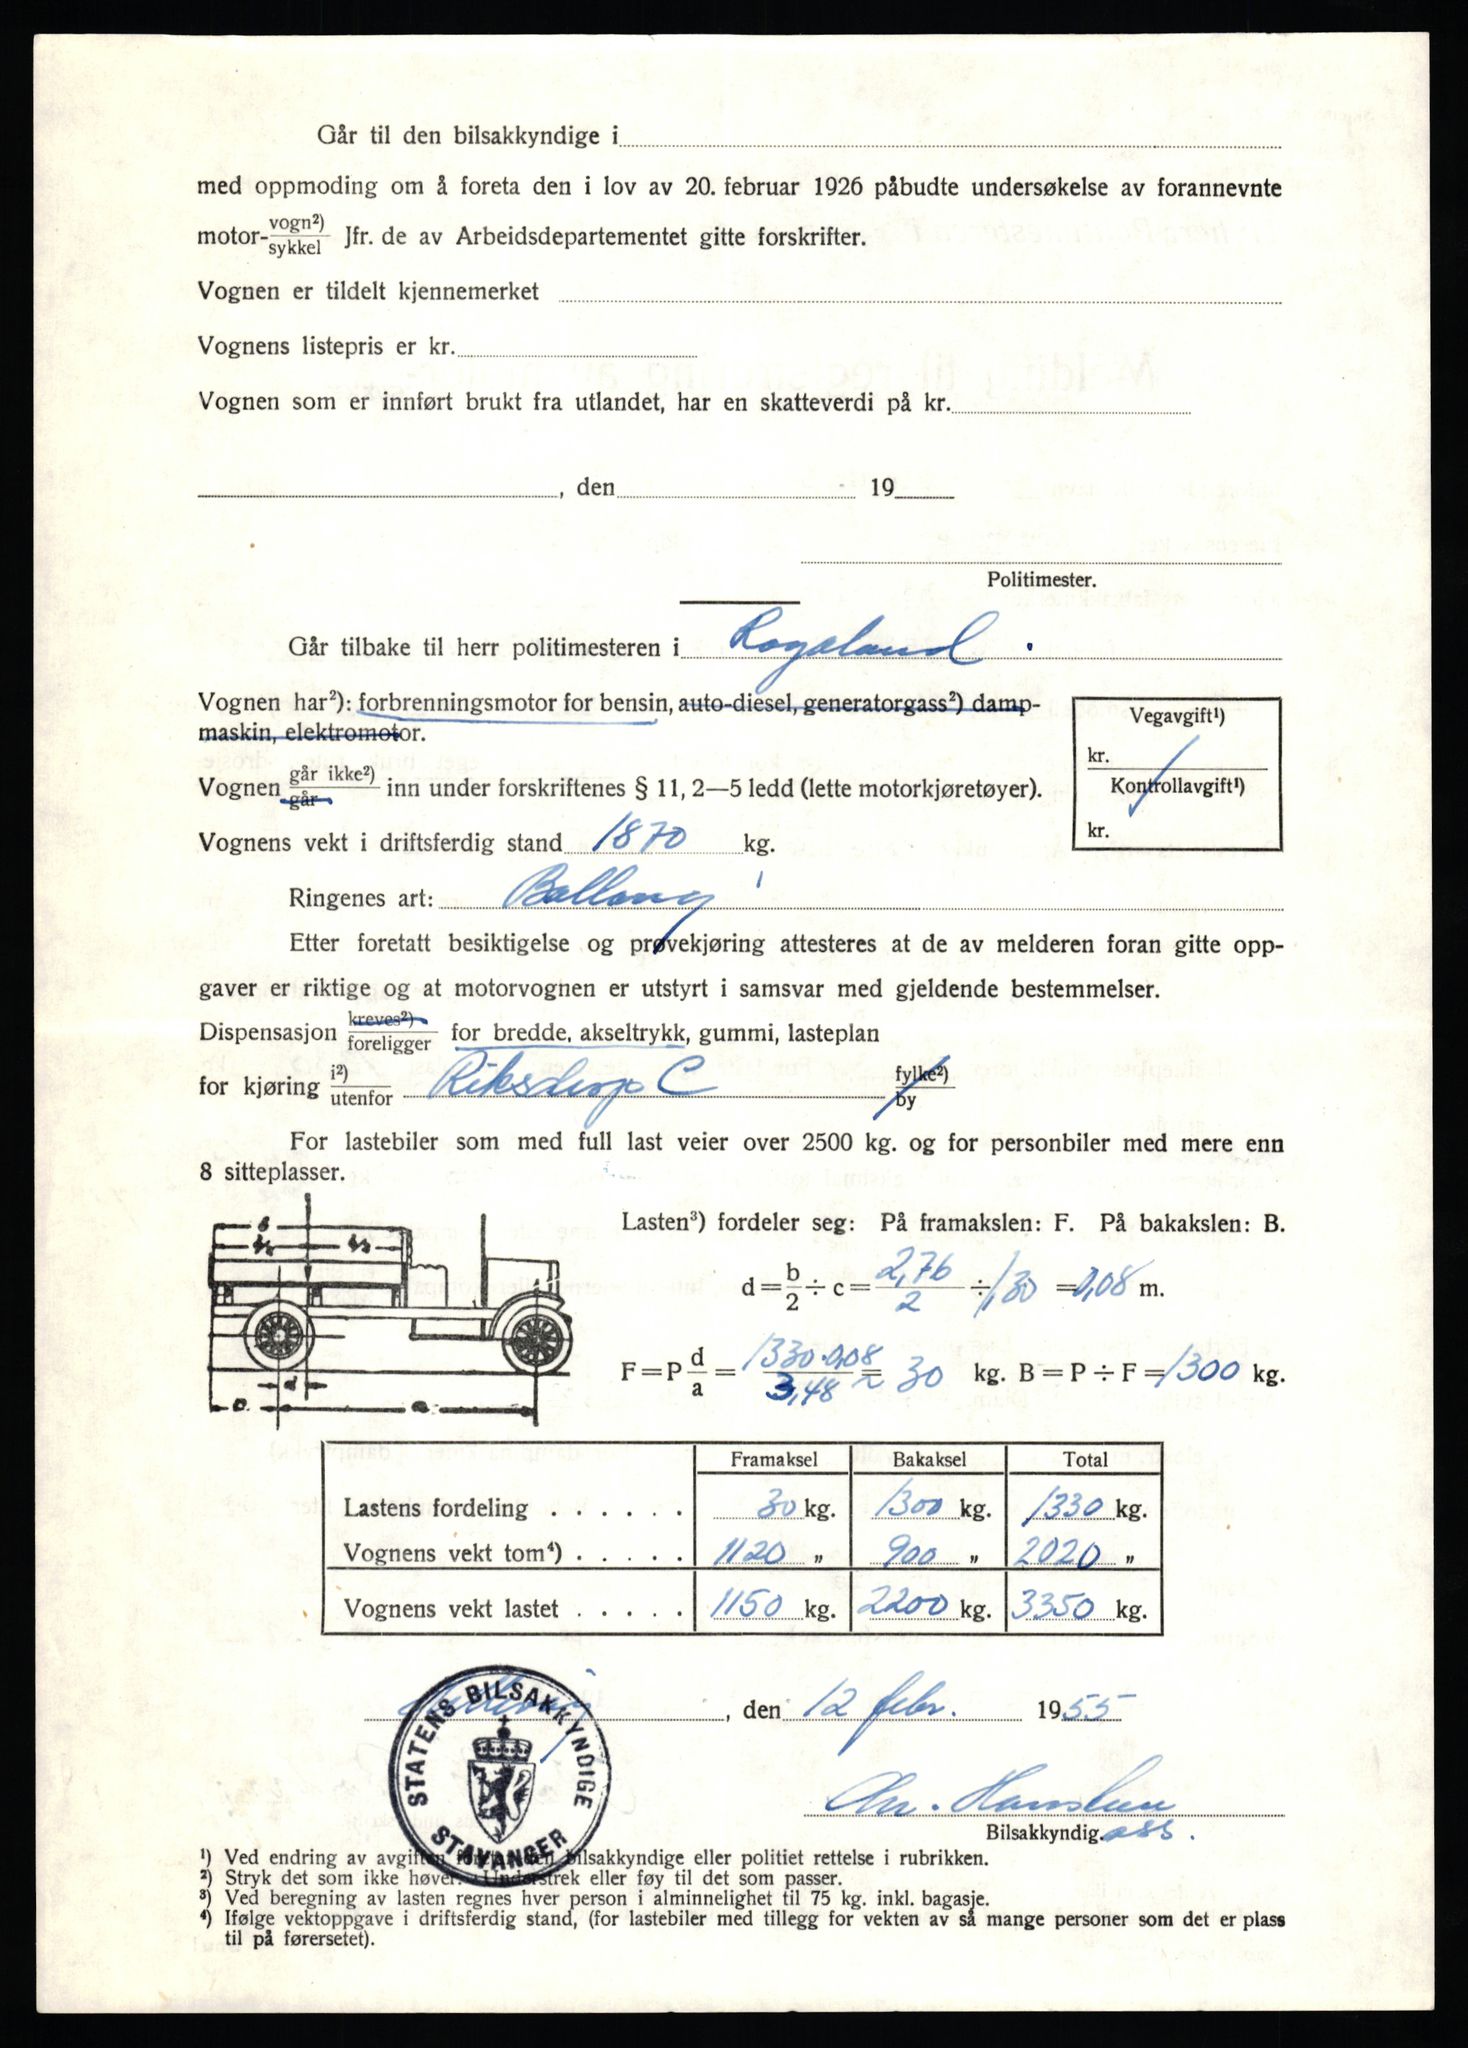 Går til den bilsakkyndige i
med oppmoding om å foreta den i lov av 20. februar 1926 påbudte undersøkelse av forannevnte
motor-vogn²)/sykkel Jfr. de av Arbeidsdepartementet gitte forskrifter.
Vognen er tildelt kjennemerket
Vognens listepris er kr.
Vognen som er innført brukt fra utlandet, har en skatteverdi på kr.
, den 19
Politimester.
Går tilbake til herr politimesteren i Rogaland.
Vognen har²): forbrenningsmotor for bensin, auto-diesel, generatorgass²) damp-
maskin, elektromotor.
Vegavgift¹)
kr.
Kontrollavgift¹)
kr.
Vognen går ikke²)/går inn under forskriftenes § 11, 2—5 ledd (lette motorkjøretøyer).
Vognens vekt i driftsferdig stand 1870 kg.
Ringenes art: Ballong
Etter foretatt besiktigelse og prøvekjøring attesteres at de av melderen foran gitte opp-
gaver er riktige og at motorvognen er utstyrt i samsvar med gjeldende bestemmelser.
Dispensasjon kreves²)/foreligger for bredde, akseltrykk, gummi, lasteplan
for kjøring i²)/utenfor C fylke²)/by
For lastebiler som med full last veier over 2500 kg. og for personbiler med mere enn
8 sitteplasser.
Lasten³) fordeler seg: På framakslen: F. På bakakslen: B.
d = b/2 ÷ c = 2,76/2 ÷ 1,30 = 0,08 m.
F = P d/a = 1330·0,08/3,48 = ~ 30 kg. B = P ÷ F = 1300 kg.
b
b/2 b/2
c d a
Framaksel Bakaksel Total
Lastens fordeling . . . . . . 30 kg. 1300 kg. 1330 kg.
Vognens vekt tom⁴) . . . . . 1120 „ 900 „ 2020 „
Vognens vekt lastet . . . . . 1150 kg. 2200 kg. 3350 kg.
, den 12 febr. 1955
STATENS BILSAKKYNDIGE
STAVANGER
Bilsakkyndig. ass.
¹) Ved endring av avgiften bilsakkyndige eller politiet rettelse i rubrikken.
²) Stryk det som ikke høver. Understrek eller føy til det som passer.
³) Ved beregning av lasten regnes hver person i alminnelighet til 75 kg. inkl. bagasje.
⁴) Ifølge vektoppgave i driftsferdig stand, (for lastebiler med tillegg for vekten av så mange personer som det er plass
til på førersetet).